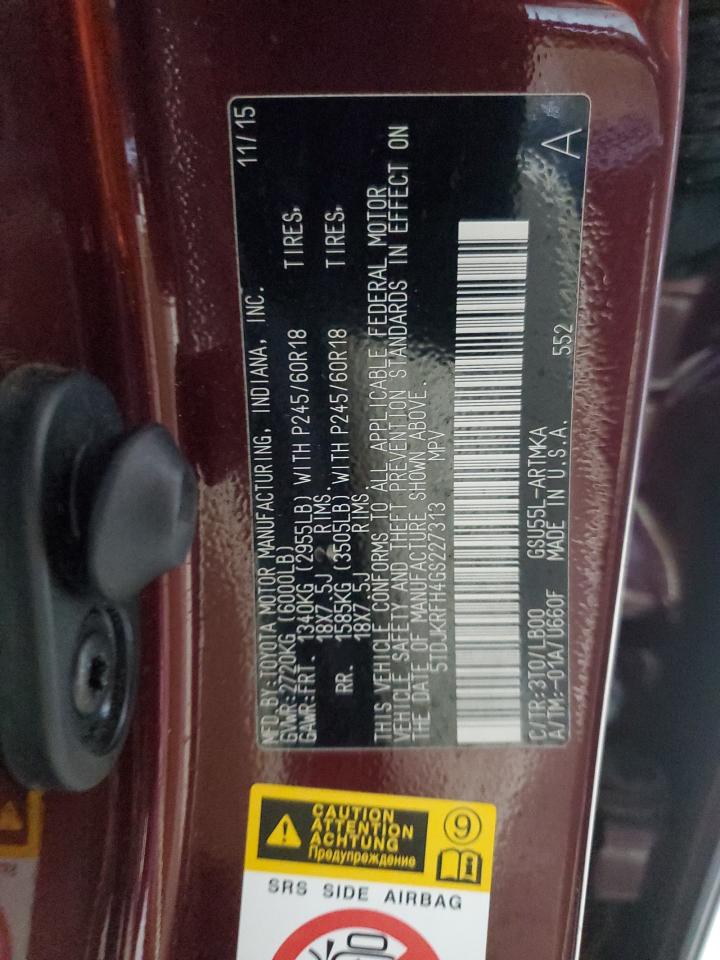 MFD.BY:TOYOTA MOTOR MANUFACTURING, INDIANA, INC. 11/15
GVWR:2720KG (6000LB)
GAWR:FRT. 1340KG (2955LB) WITH P245/60R18 TIRES,
18X7.5J RIMS.
RR. 1585KG (3505LB) WITH P245/60R18 TIRES,
18X7.5J RIMS
THIS VEHICLE CONFORMS TO ALL APPLICABLE FEDERAL MOTOR
VEHICLE SAFETY AND THEFT PREVENTION STANDARDS IN EFFECT ON
THE DATE OF MANUFACTURE SHOWN ABOVE.
5TDJKRFH4GS227313 MPV
C/TR:3T0/LB00 GSU55L-ARTMKA
A/TM:-01A/U660F MADE IN U.S.A. 552 A
CAUTION
ATTENTION
ACHTUNG
Предупреждение
9
SRS SIDE AIRBAG